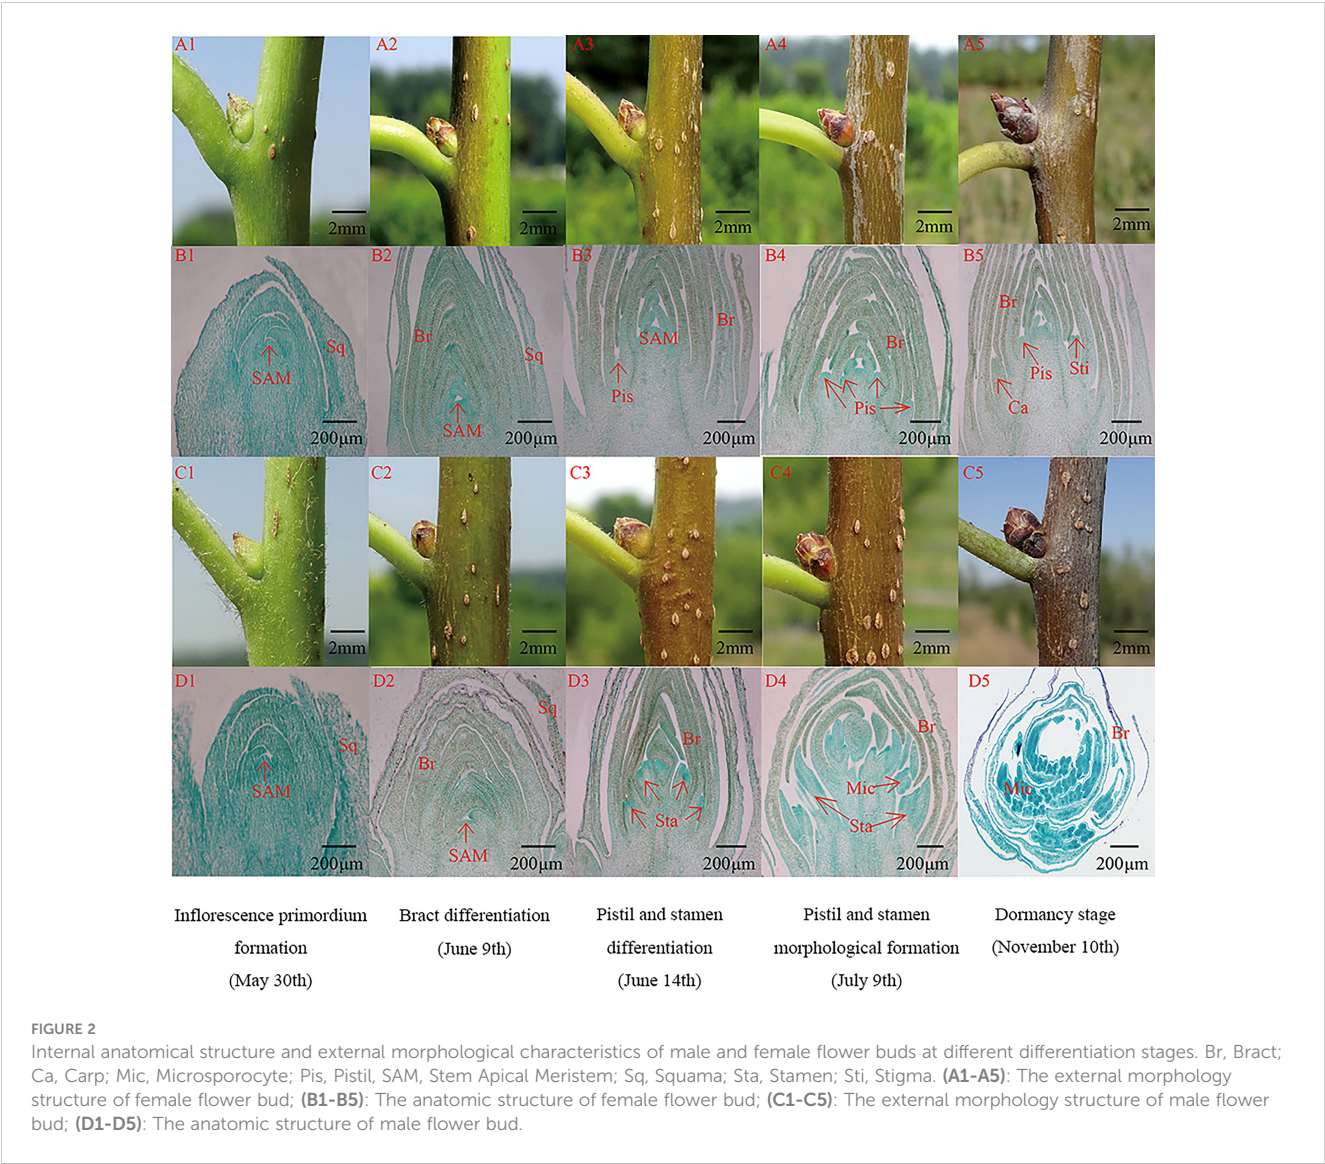 A1
A2
A3
A4
A5
2mm
2mm
2mm
2mm
2mm
B1
B2
B3
B4
B5
Sq
SAM
200μm
Br
Sq
SAM
200μm
Br
SAM
Pis
200μm
Br
Pis
200μm
Br
Pis
Sti
Ca
200μm
C1
C2
C3
C4
C5
2mm
2mm
2mm
2mm
2mm
D1
D2
D3
D4
D5
Sq
SAM
200μm
Sq
Br
SAM
200μm
Br
Sta
200μm
Br
Mic
Sta
200μm
Br
Mic
200μm
Inflorescence primordium
formation
(May 30th)
Bract differentiation
(June 9th)
Pistil and stamen
differentiation
(June 14th)
Pistil and stamen
morphological formation
(July 9th)
Dormancy stage
(November 10th)
FIGURE 2
Internal anatomical structure and external morphological characteristics of male and female flower buds at different differentiation stages. Br, Bract;
Ca, Carp; Mic, Microsporocyte; Pis, Pistil, SAM, Stem Apical Meristem; Sq, Squama; Sta, Stamen; Sti, Stigma. (A1-A5): The external morphology
structure of female flower bud; (B1-B5): The anatomic structure of female flower bud; (C1-C5): The external morphology structure of male flower
bud; (D1-D5): The anatomic structure of male flower bud.